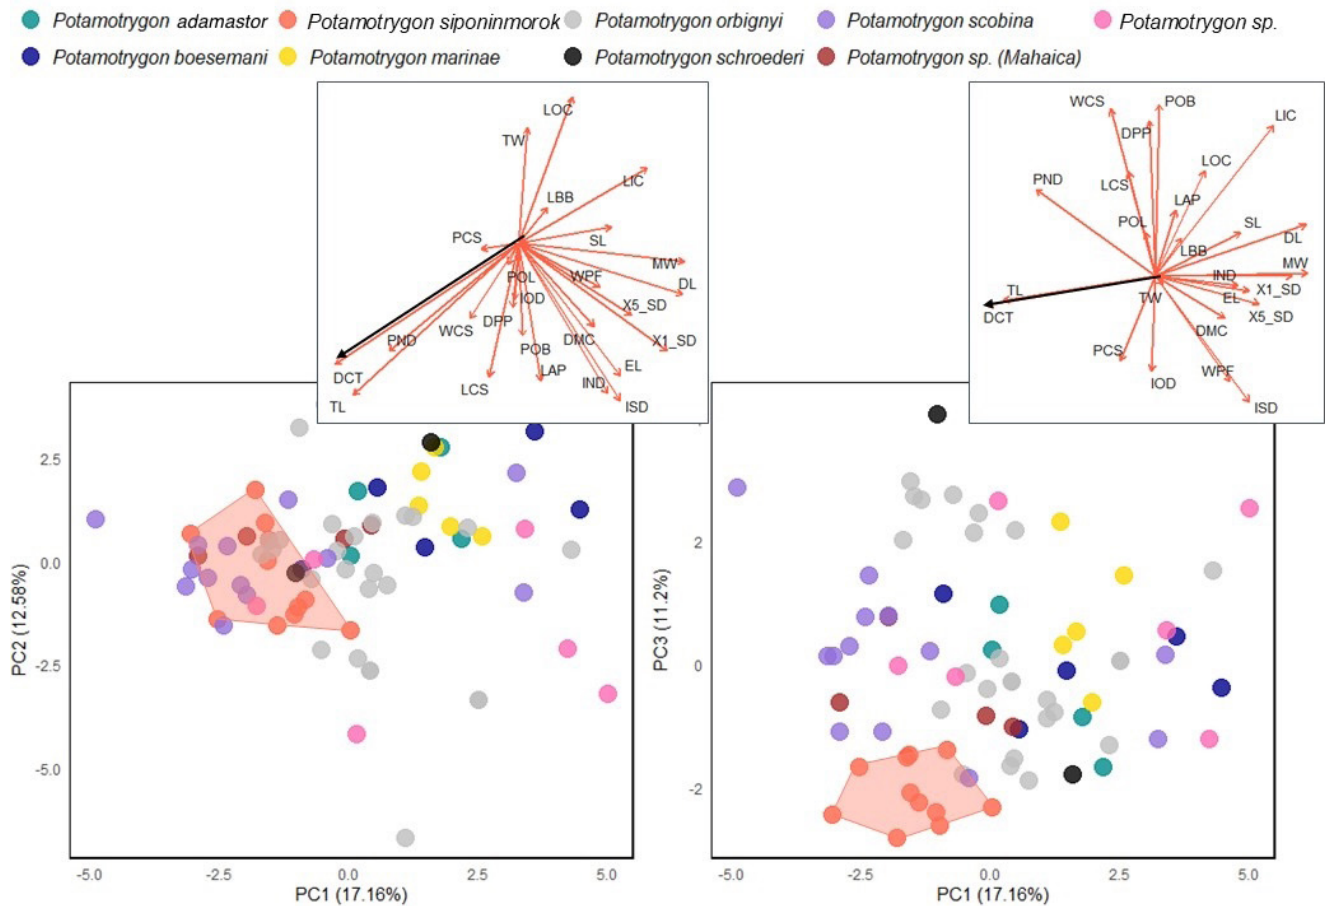 Potamotrygon adamastor Potamotrygon siponinmorok Potamotrygon orbignyi Potamotrygon scobina Potamotrygon sp.
Potamotrygon boesemani Potamotrygon marinae Potamotrygon schroederi Potamotrygon sp. (Mahaica)
LOC
TW
LIC
LBB
PCS
SL
MW
POL
WPF
DL
IOD
X5_SD
WCS
DPP
PND
POB
DMC
X1_SD
DCT
LCS
LAP
EL
IND
TL
ISD
WCS
POB
LIC
DPP
LOC
PND
LCS
LAP
POL
SL
DL
LBB
MW
IND
TL
TW
X1_SD
EL
DCT
X5_SD
DMC
PCS
WPF
IOD
ISD
2.5
0.0
-2.5
-5.0
PC2 (12.58%)
-5.0 -2.5 0.0 2.5 5.0
PC1 (17.16%)
2
0
-2
PC3 (11.2%)
-5.0 -2.5 0.0 2.5 5.0
PC1 (17.16%)